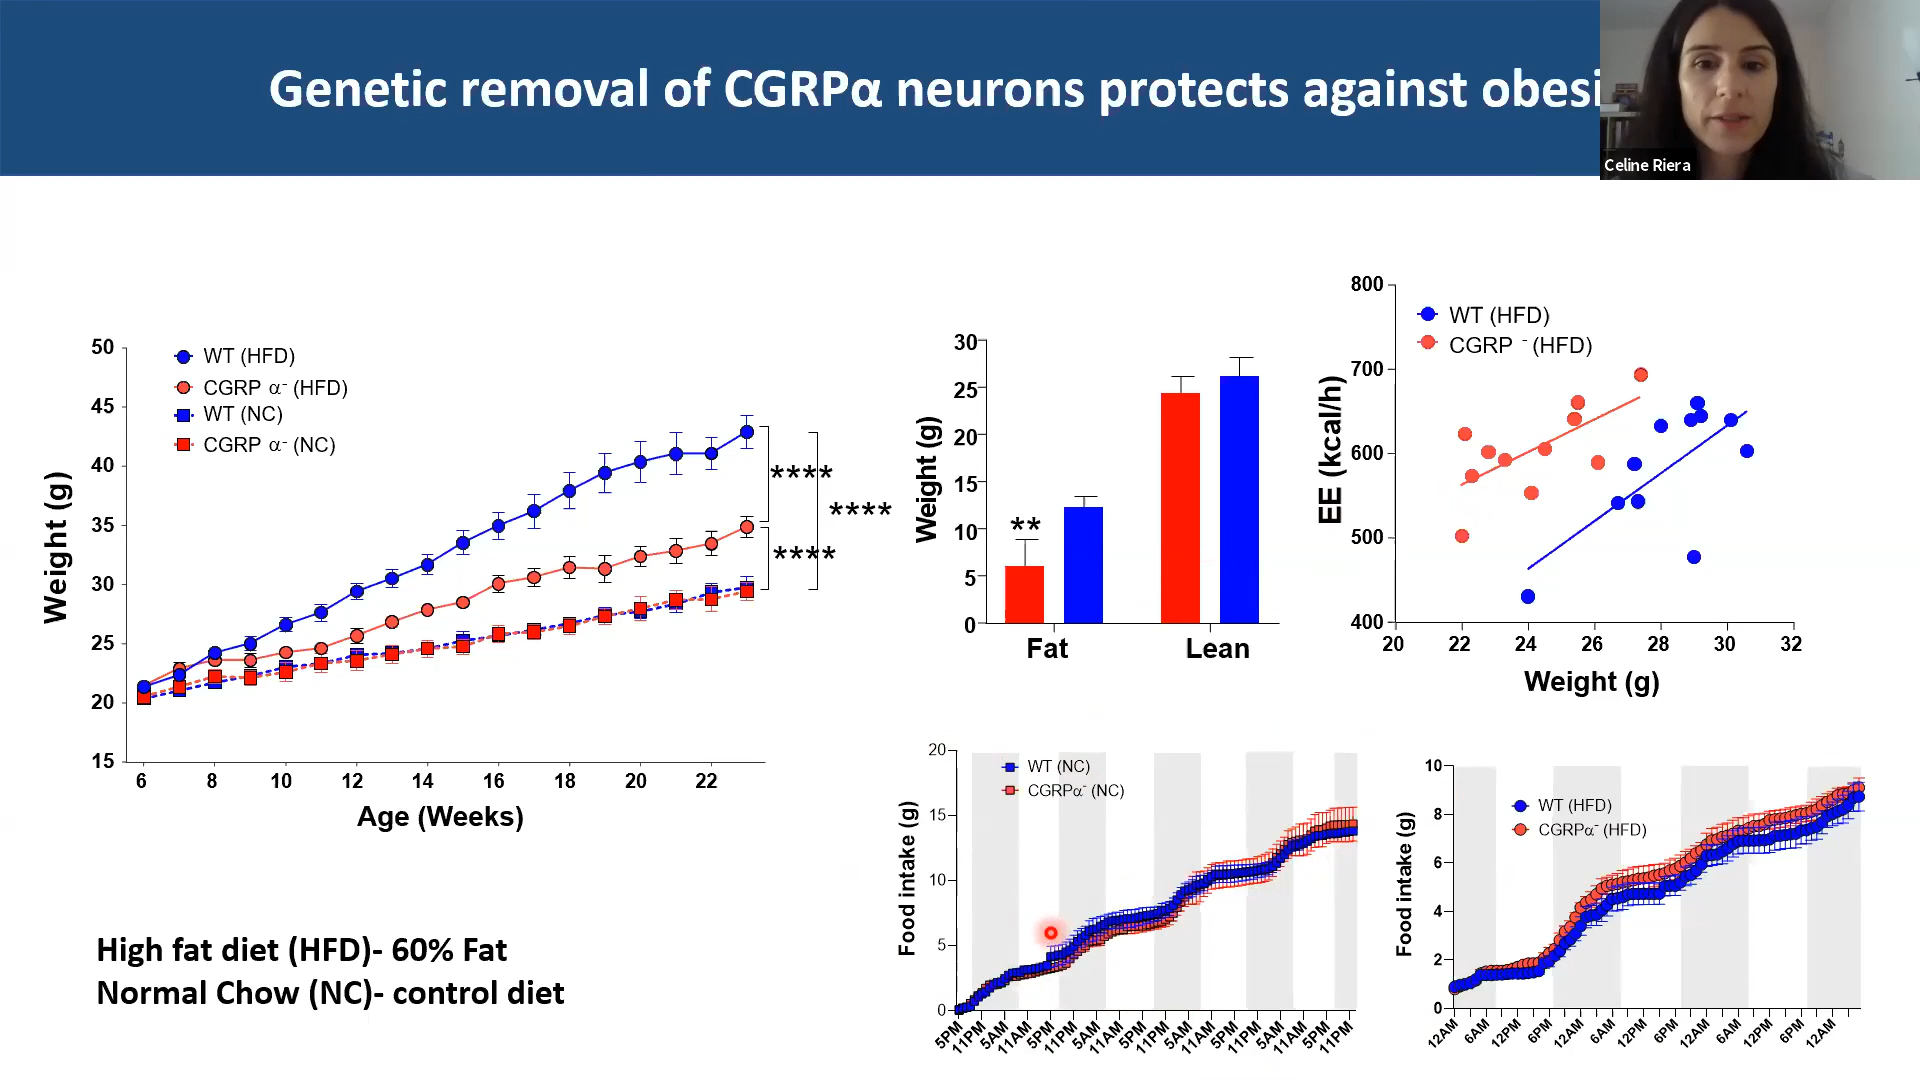 Genetic removal of CGRPα neurons protects against obesi
Celine Riera
50
45
40
35
30
25
20
15
Weight (g)
WT (HFD)
CGRP α- (HFD)
WT (NC)
CGRP α- (NC)
****
****
****
6 8 10 12 14 16 18 20 22
Age (Weeks)
30
25
20
15
10
5
0
Weight (g)
**
Fat Lean
800
700
600
500
400
EE (kcal/h)
WT (HFD)
CGRP - (HFD)
20 22 24 26 28 30 32
Weight (g)
20
15
10
5
0
Food intake (g)
WT (NC)
CGRPα- (NC)
5PM 11PM 5AM 11AM 5PM 11PM 5AM 11AM 5PM 11PM 5AM 11AM 5PM 11PM 5AM 11AM 5PM 11PM
10
8
6
4
2
0
Food intake (g)
WT (HFD)
CGRPα- (HFD)
12AM 6AM 12PM 6PM 12AM 6AM 12PM 6PM 12AM 6AM 12PM 6PM 12AM
High fat diet (HFD)- 60% Fat
Normal Chow (NC)- control diet